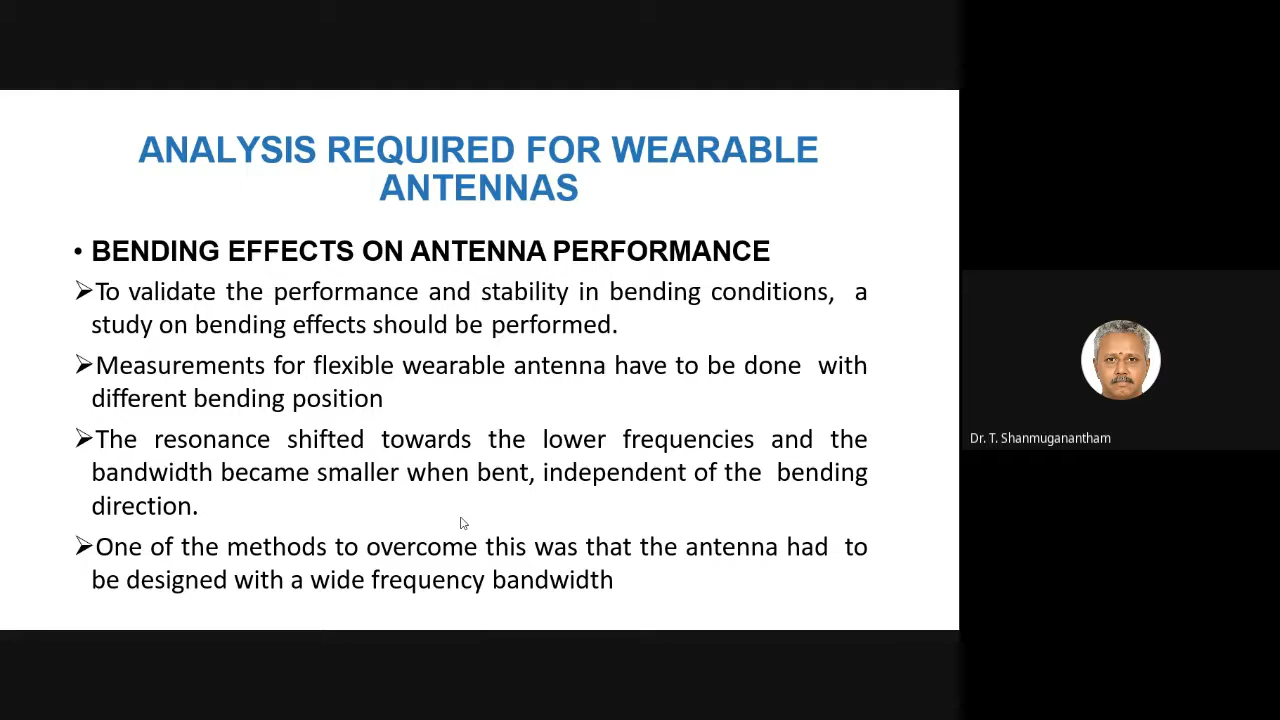 ANALYSIS REQUIRED FOR WEARABLE
ANTENNAS
• BENDING EFFECTS ON ANTENNA PERFORMANCE
➢To validate the performance and stability in bending conditions, a
study on bending effects should be performed.
➢Measurements for flexible wearable antenna have to be done with
different bending position
➢The resonance shifted towards the lower frequencies and the
bandwidth became smaller when bent, independent of the bending
direction.
➢One of the methods to overcome this was that the antenna had to
be designed with a wide frequency bandwidth
Dr. T. Shanmuganantham